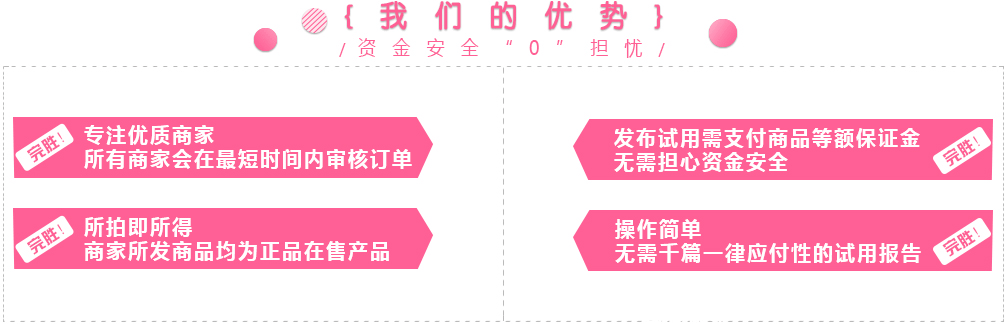 { 我们的优势 }
/ 资金安全“0”担忧 /
完胜!
专注优质商家
所有商家会在最短时间内审核订单
发布试用需支付商品等额保证金
无需担心资金安全
完胜!
完胜!
所拍即所得
商家所发商品均为正品在售产品
操作简单
无需千篇一律应付性的试用报告
完胜!